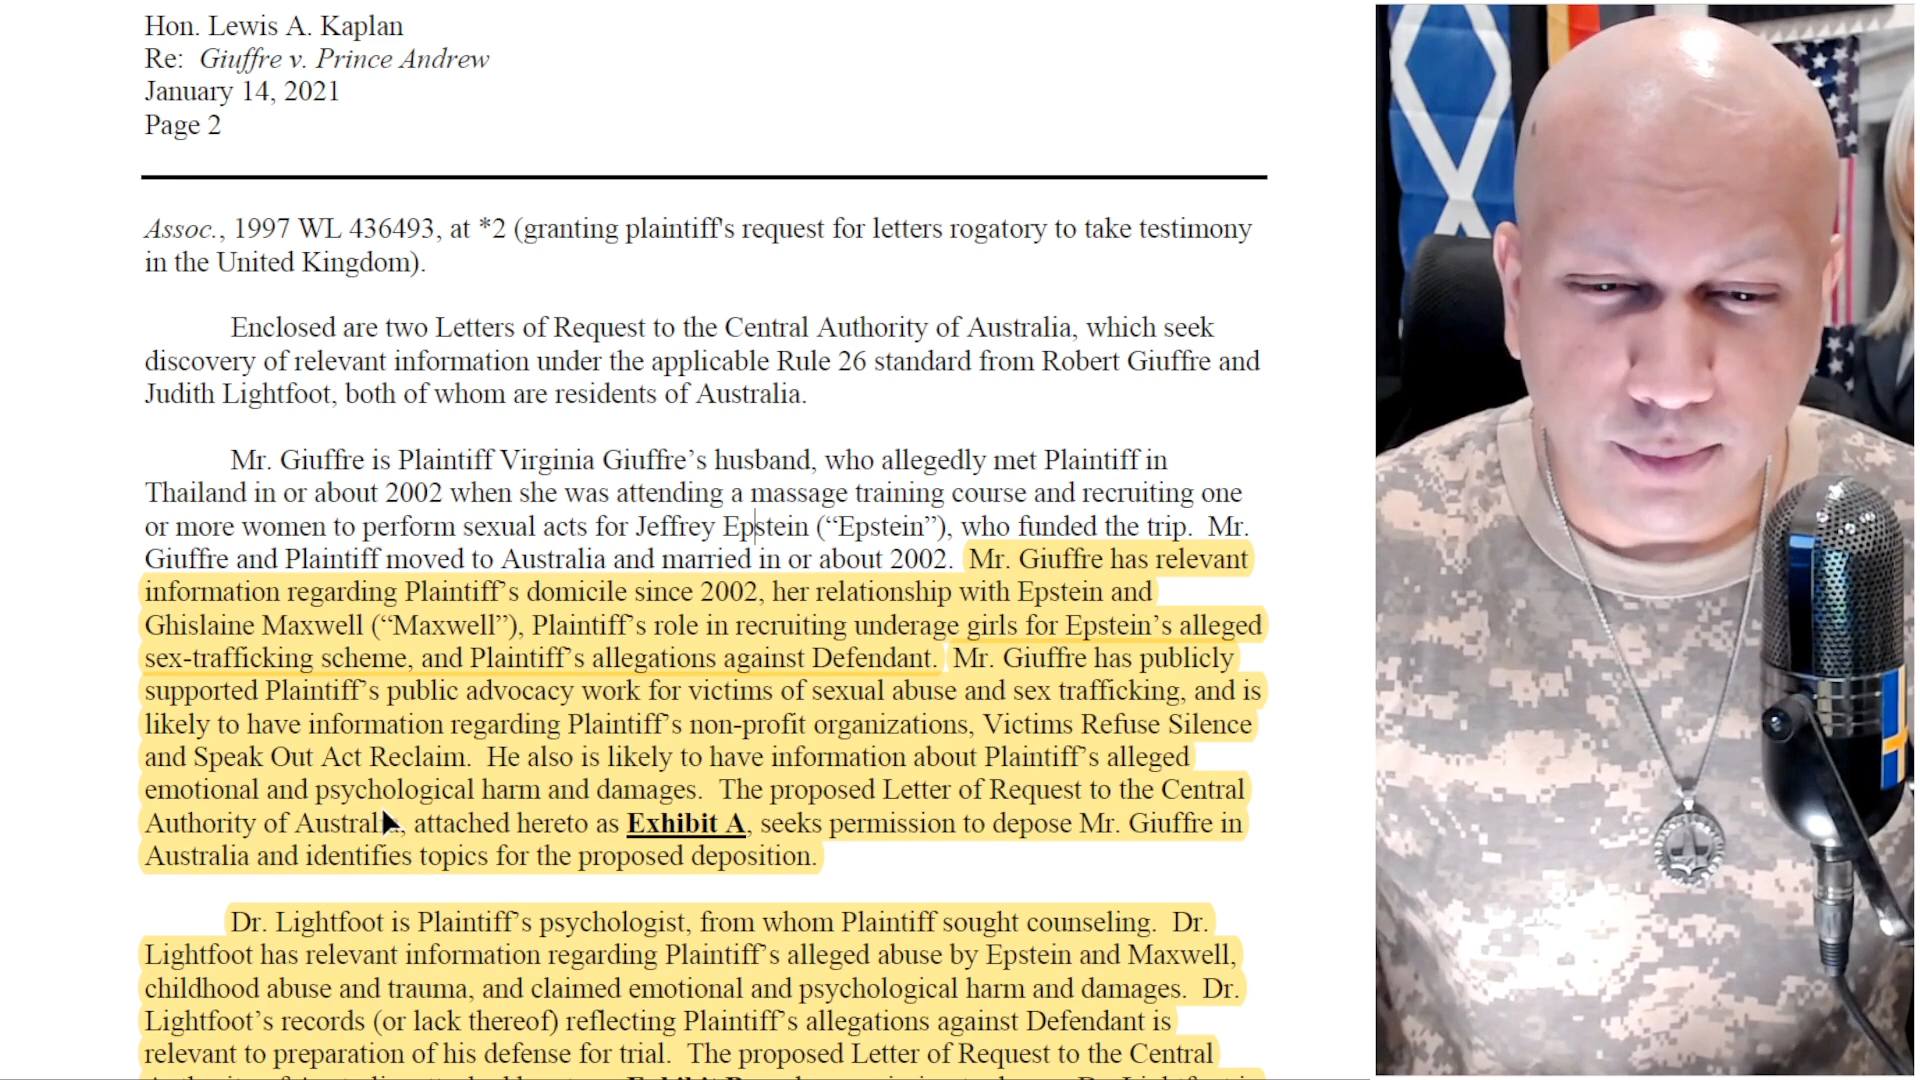 Hon. Lewis A. Kaplan
Re: Giuffre v. Prince Andrew
January 14, 2021
Page 2
Assoc., 1997 WL 436493, at *2 (granting plaintiff's request for letters rogatory to take testimony
in the United Kingdom).
Enclosed are two Letters of Request to the Central Authority of Australia, which seek
discovery of relevant information under the applicable Rule 26 standard from Robert Giuffre and
Judith Lightfoot, both of whom are residents of Australia.
Mr. Giuffre is Plaintiff Virginia Giuffre’s husband, who allegedly met Plaintiff in
Thailand in or about 2002 when she was attending a massage training course and recruiting one
or more women to perform sexual acts for Jeffrey Epstein (“Epstein”), who funded the trip. Mr.
Giuffre and Plaintiff moved to Australia and married in or about 2002. Mr. Giuffre has relevant
information regarding Plaintiff’s domicile since 2002, her relationship with Epstein and
Ghislaine Maxwell (“Maxwell”), Plaintiff’s role in recruiting underage girls for Epstein’s alleged
sex-trafficking scheme, and Plaintiff’s allegations against Defendant. Mr. Giuffre has publicly
supported Plaintiff’s public advocacy work for victims of sexual abuse and sex trafficking, and is
likely to have information regarding Plaintiff’s non-profit organizations, Victims Refuse Silence
and Speak Out Act Reclaim. He also is likely to have information about Plaintiff’s alleged
emotional and psychological harm and damages. The proposed Letter of Request to the Central
Authority of Australia, attached hereto as Exhibit A, seeks permission to depose Mr. Giuffre in
Australia and identifies topics for the proposed deposition.
Dr. Lightfoot is Plaintiff’s psychologist, from whom Plaintiff sought counseling. Dr.
Lightfoot has relevant information regarding Plaintiff’s alleged abuse by Epstein and Maxwell,
childhood abuse and trauma, and claimed emotional and psychological harm and damages. Dr.
Lightfoot’s records (or lack thereof) reflecting Plaintiff’s allegations against Defendant is
relevant to preparation of his defense for trial. The proposed Letter of Request to the Central